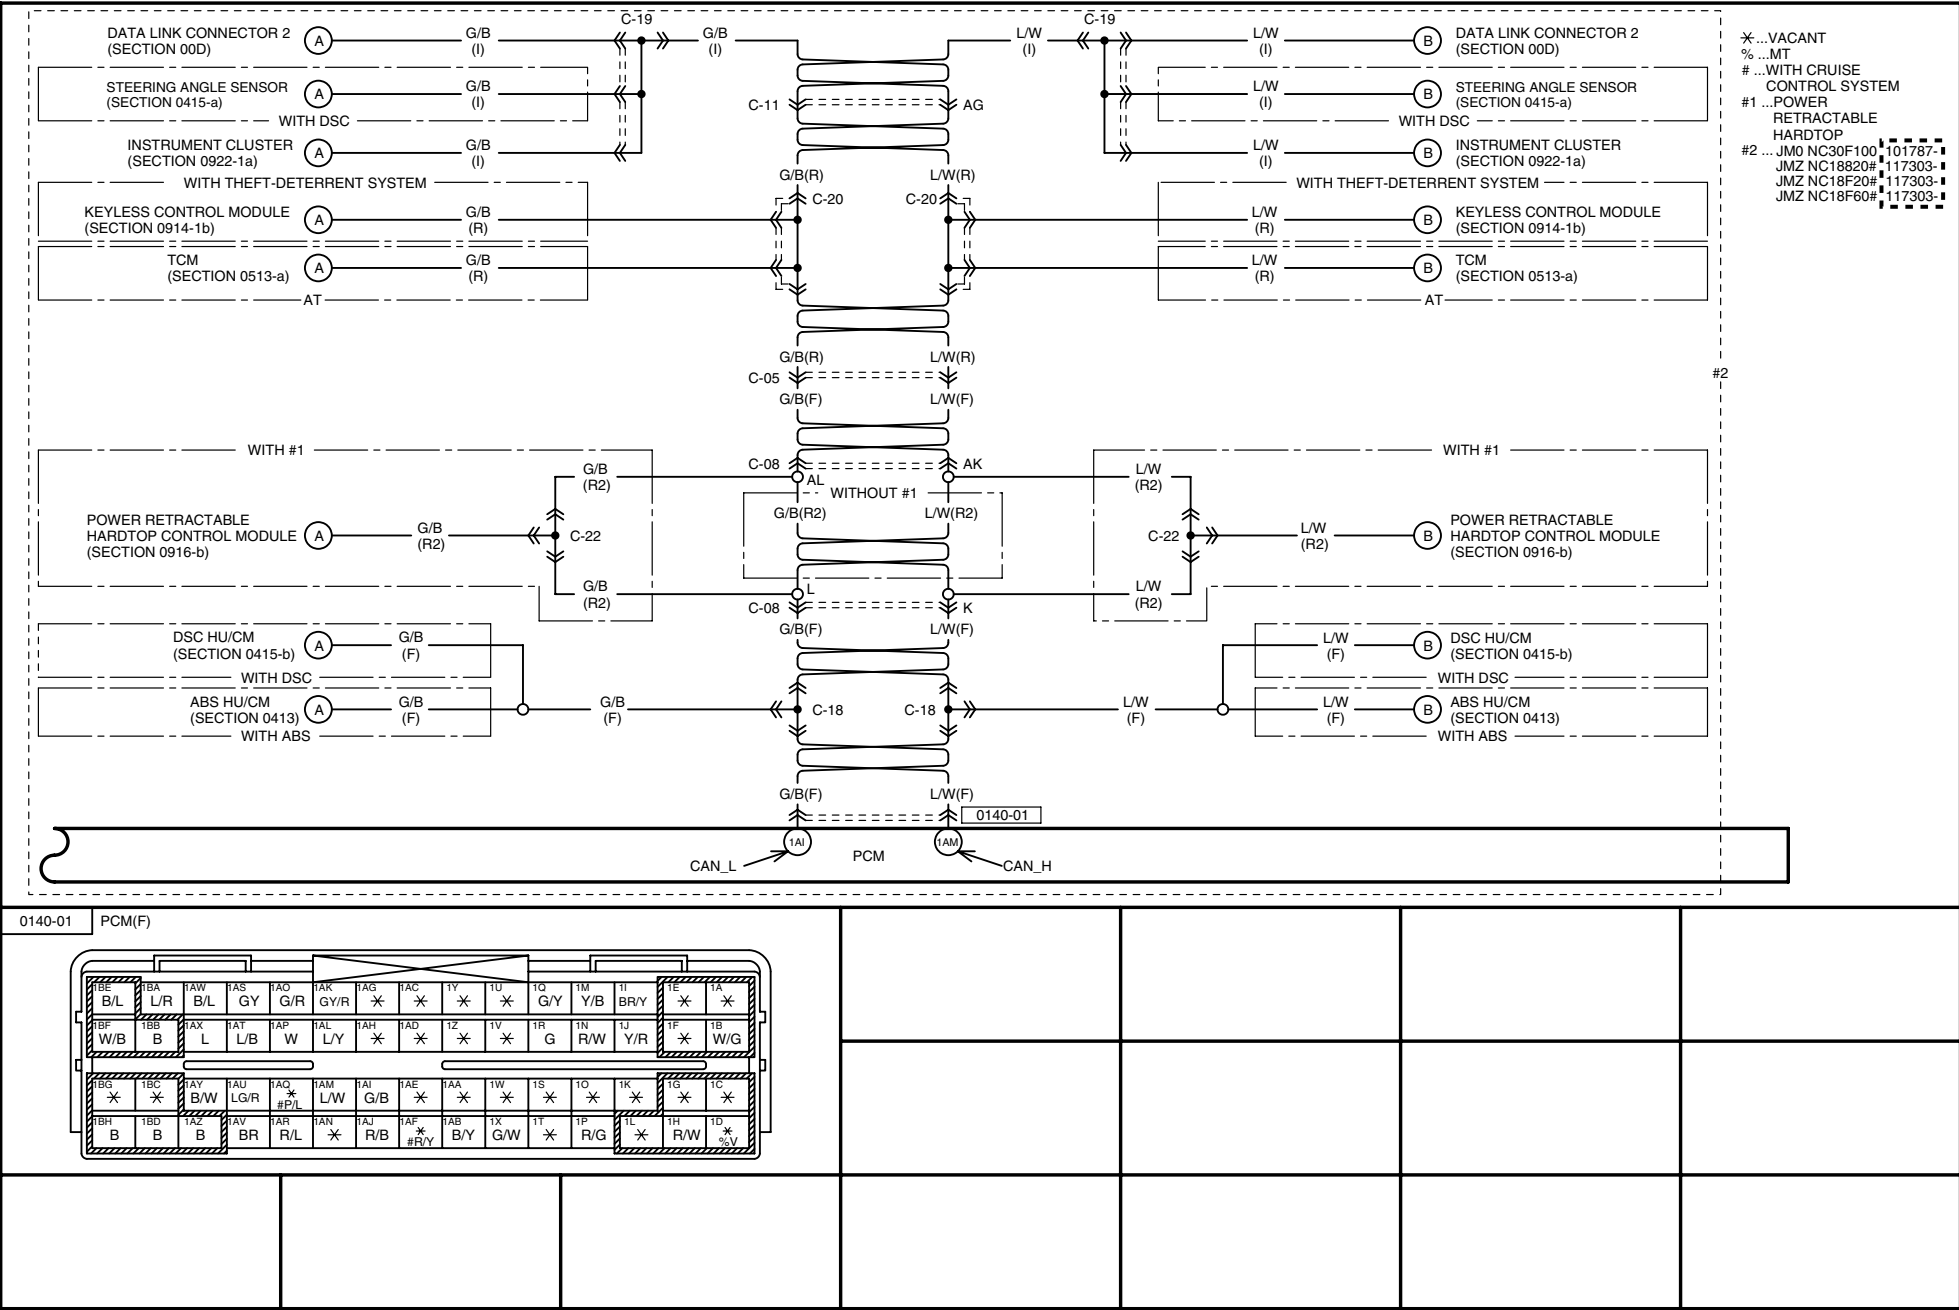 C-19
C-19
DATA LINK CONNECTOR 2
(SECTION 00D)
A
G/B
(I)
G/B
(I)
L/W
(I)
L/W
(I)
B
DATA LINK CONNECTOR 2
(SECTION 00D)
STEERING ANGLE SENSOR
(SECTION 0415-a)
A
G/B
(I)
WITH DSC
C-11
AG
L/W
(I)
B
STEERING ANGLE SENSOR
(SECTION 0415-a)
WITH DSC
INSTRUMENT CLUSTER
(SECTION 0922-1a)
A
G/B
(I)
L/W
(I)
B
INSTRUMENT CLUSTER
(SECTION 0922-1a)
✳...VACANT
% ...MT
# ...WITH CRUISE
CONTROL SYSTEM
#1 ...POWER
RETRACTABLE
HARDTOP
#2 ... JM0 NC30F100 101787-
JMZ NC18820# 117303-
JMZ NC18F20# 117303-
JMZ NC18F60# 117303-
G/B(R)
L/W(R)
WITH THEFT-DETERRENT SYSTEM
C-20
C-20
WITH THEFT-DETERRENT SYSTEM
KEYLESS CONTROL MODULE
(SECTION 0914-1b)
A
G/B
(R)
L/W
(R)
B
KEYLESS CONTROL MODULE
(SECTION 0914-1b)
TCM
(SECTION 0513-a)
A
G/B
(R)
AT
L/W
(R)
B
TCM
(SECTION 0513-a)
AT
G/B(R)
L/W(R)
C-05
G/B(F)
L/W(F)
#2
WITH #1
WITH #1
C-08
AK
AL
G/B
(R2)
L/W
(R2)
WITHOUT #1
G/B(R2)
L/W(R2)
POWER RETRACTABLE
HARDTOP CONTROL MODULE
(SECTION 0916-b)
A
G/B
(R2)
C-22
C-22
L/W
(R2)
B
POWER RETRACTABLE
HARDTOP CONTROL MODULE
(SECTION 0916-b)
G/B
(R2)
L
L/W
(R2)
C-08
K
G/B(F)
L/W(F)
DSC HU/CM
(SECTION 0415-b)
A
G/B
(F)
WITH DSC
L/W
(F)
B
DSC HU/CM
(SECTION 0415-b)
WITH DSC
ABS HU/CM
(SECTION 0413)
A
G/B
(F)
WITH ABS
G/B
(F)
C-18
C-18
L/W
(F)
L/W
(F)
B
ABS HU/CM
(SECTION 0413)
WITH ABS
G/B(F)
L/W(F)
0140-01
1AI
1AM
CAN_L
PCM
CAN_H
0140-01 PCM(F)
1BE 1BA 1AW 1AS 1AO 1AK 1AG 1AC 1Y 1U 1Q 1M 1I 1E 1A
B/L L/R B/L GY G/R GY/R ✳ ✳ ✳ ✳ G/Y Y/B BR/Y ✳ ✳
1BF 1BB 1AX 1AT 1AP 1AL 1AH 1AD 1Z 1V 1R 1N 1J 1F 1B
W/B B L L/B W L/Y ✳ ✳ ✳ ✳ G R/W Y/R ✳ W/G
1BG 1BC 1AY 1AU 1AQ 1AM 1AI 1AE 1AA 1W 1S 1O 1K 1G 1C
✳ ✳ B/W LG/R ✳ #P/L L/W G/B ✳ ✳ ✳ ✳ ✳ ✳ ✳ ✳
1BH 1BD 1AZ 1AV 1AR 1AN 1AJ 1AF 1AB 1X 1T 1P 1L 1H 1D
B B B BR R/L ✳ R/B ✳ #R/Y B/Y G/W ✳ R/G ✳ R/W ✳ %V